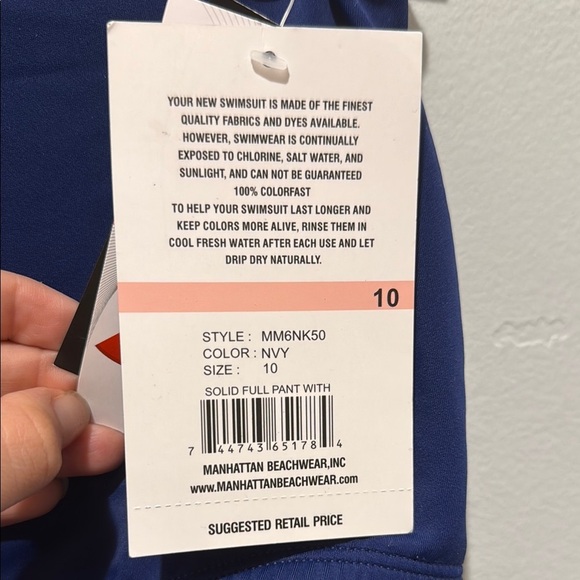 YOUR NEW SWIMSUIT IS MADE OF THE FINEST
QUALITY FABRICS AND DYES AVAILABLE.
HOWEVER, SWIMWEAR IS CONTINUALLY
EXPOSED TO CHLORINE, SALT WATER, AND
SUNLIGHT, AND CAN NOT BE GUARANTEED
100% COLORFAST
TO HELP YOUR SWIMSUIT LAST LONGER AND
KEEP COLORS MORE ALIVE, RINSE THEM IN
COOL FRESH WATER AFTER EACH USE AND LET
DRIP DRY NATURALLY.
10
STYLE : MM6NK50
COLOR : NVY
SIZE : 10
SOLID FULL PANT WITH
7 44743 65178 4
MANHATTAN BEACHWEAR,INC
www.MANHATTANBEACHWEAR.COM
SUGGESTED RETAIL PRICE